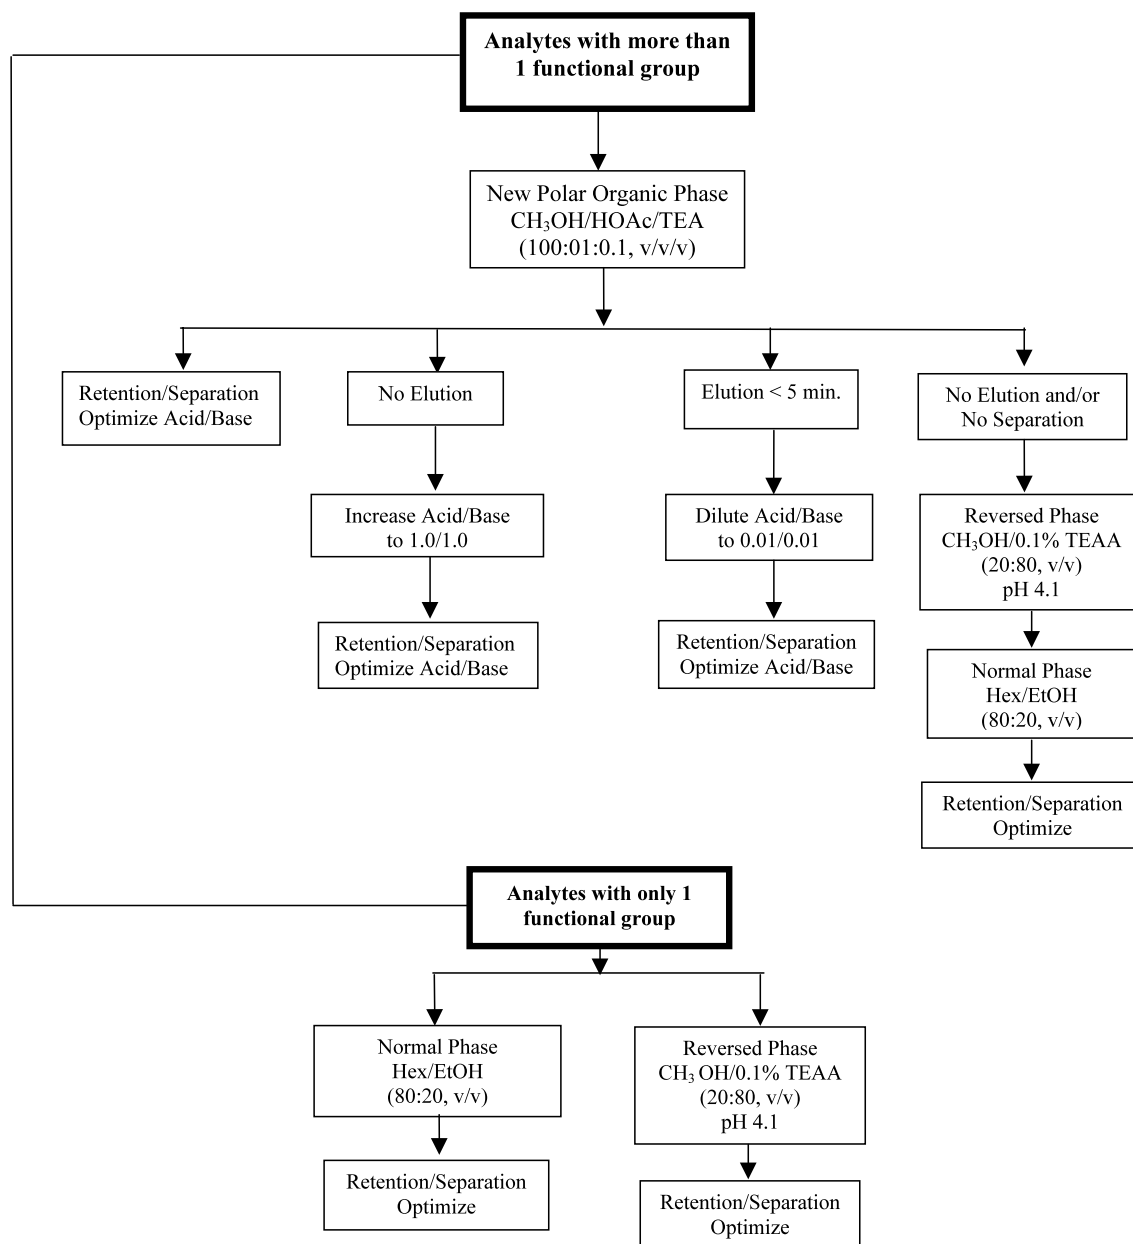 Analytes with more than
1 functional group
New Polar Organic Phase
CH₃OH/HOAc/TEA
(100:01:0.1, v/v/v)
Retention/Separation
Optimize Acid/Base
No Elution
Elution < 5 min.
No Elution and/or
No Separation
Increase Acid/Base
to 1.0/1.0
Dilute Acid/Base
to 0.01/0.01
Reversed Phase
CH₃OH/0.1% TEAA
(20:80, v/v)
pH 4.1
Retention/Separation
Optimize Acid/Base
Retention/Separation
Optimize Acid/Base
Normal Phase
Hex/EtOH
(80:20, v/v)
Retention/Separation
Optimize
Analytes with only 1
functional group
Normal Phase
Hex/EtOH
(80:20, v/v)
Reversed Phase
CH₃ OH/0.1% TEAA
(20:80, v/v)
pH 4.1
Retention/Separation
Optimize
Retention/Separation
Optimize